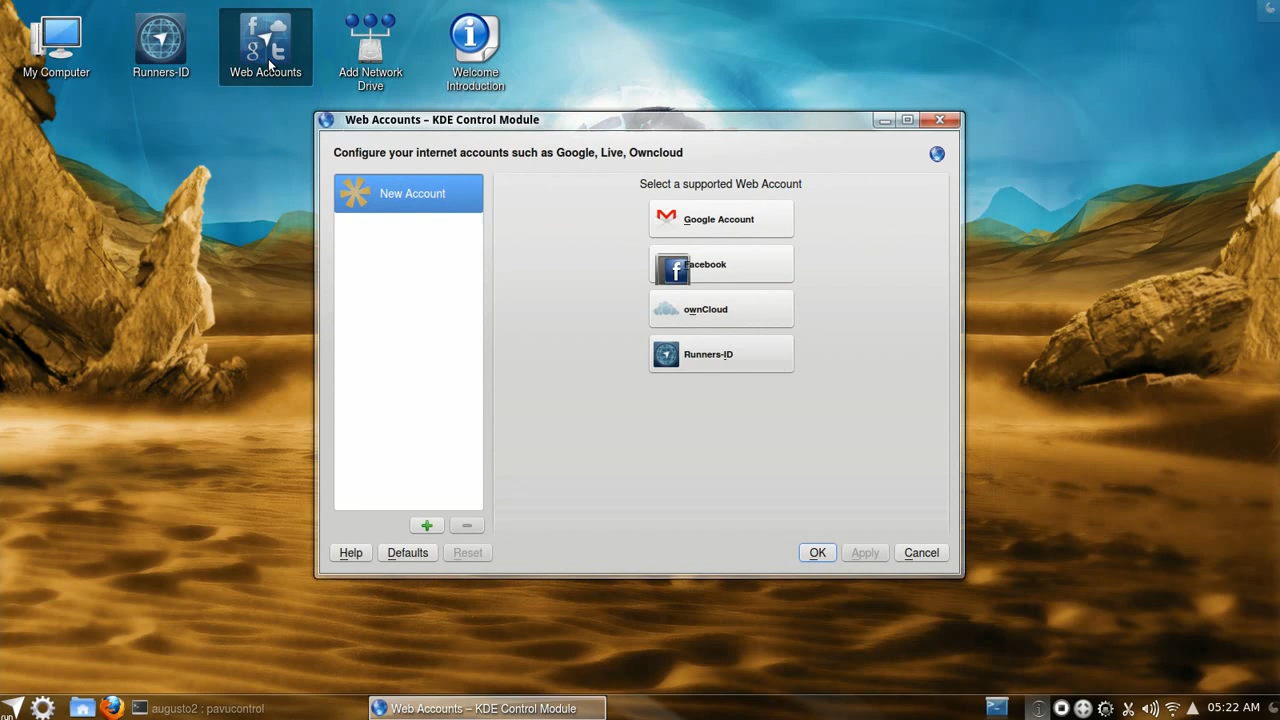 My Computer
Runners-ID
Web Accounts
Add Network
Drive
Welcome
Introduction
Web Accounts – KDE Control Module
Configure your internet accounts such as Google, Live, Owncloud
New Account
Select a supported Web Account
Google Account
Facebook
ownCloud
Runners-ID
Help
Defaults
Reset
OK
Apply
Cancel
run
augusto2 : pavucontrol
Web Accounts – KDE Control Module
05:22 AM